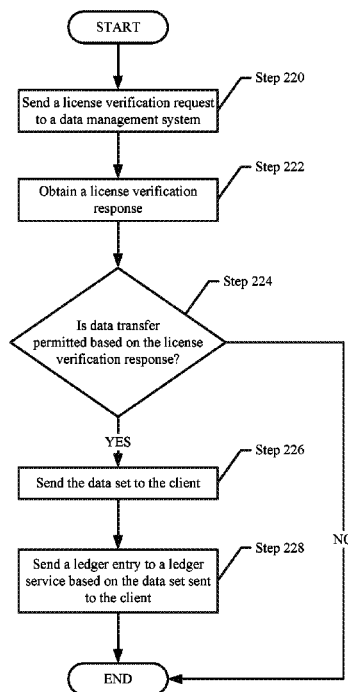 START
Step 220
Send a license verification request
to a data management system
Step 222
Obtain a license verification
response
Step 224
Is data transfer
permitted based on the license
verification response?
YES
NO
Step 226
Send the data set to the client
Step 228
Send a ledger entry to a ledger
service based on the data set sent
to the client
END